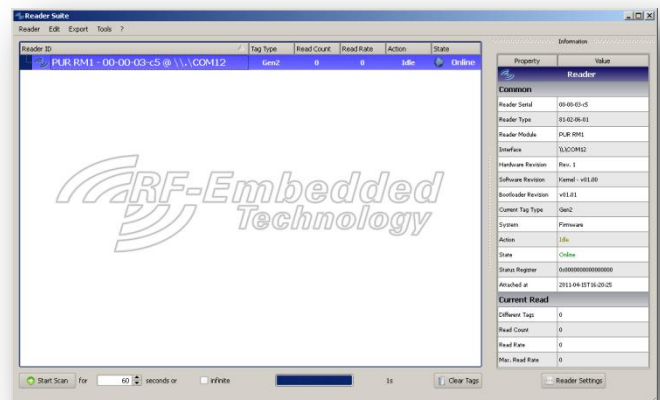 Reader Suite
Reader Edit Export Tools ?
Reader ID Tag Type Read Count Read Rate Action State
PUR RM1 - 00-00-03-c5 @ \\.\COM12 Gen2 0 0 Idle Online
RF-Embedded
Technology
Start Scan for 60 seconds or infinite 1s Clear Tags
Information
Property Value
Reader
Common
Reader Serial 00-00-03-c5
Reader Type 81-02-06-01
Reader Module PUR RM1
Interface \\.\COM12
Hardware Revision Rev. 1
Software Revision Kernel - v01.00
Bootloader Revision v01.01
Current Tag Type Gen2
System Firmware
Action Idle
State Online
Status Register 0x0000000000000000
Attached at 2011-04-15T16:20:25
Current Read
Different Tags 0
Read Count 0
Read Rate 0
Max. Read Rate 0
Reader Settings